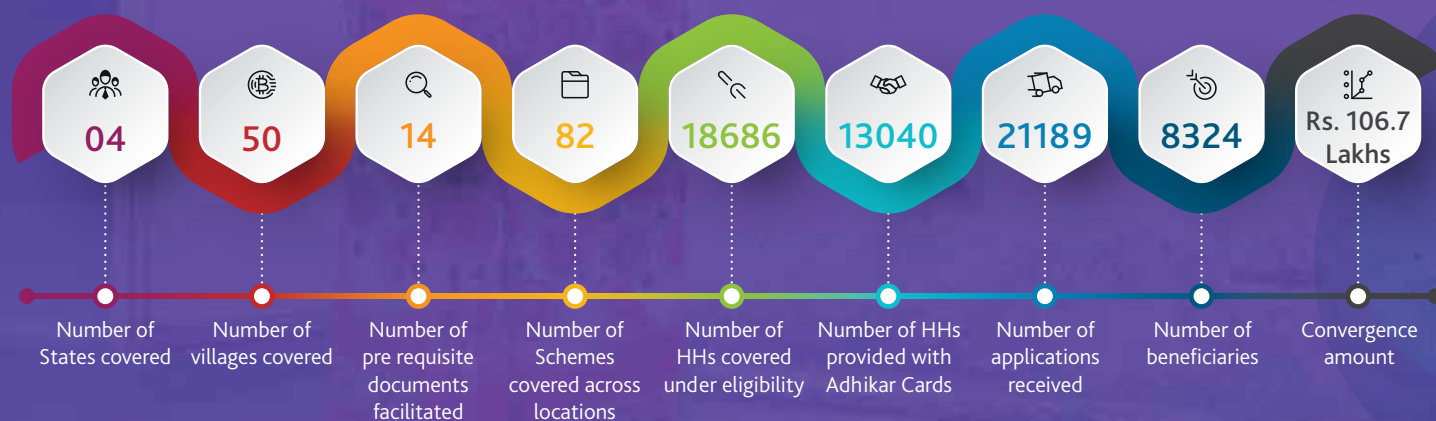 04
50
14
82
18686
13040
21189
8324
Rs. 106.7
Lakhs
Number of
States covered
Number of
villages covered
Number of
pre requisite
documents
facilitated
Number of
Schemes
covered across
locations
Number of
HHs covered
under eligibility
Number of HHs
provided with
Adhikar Cards
Number of
applications
received
Number of
beneficiaries
Convergence
amount